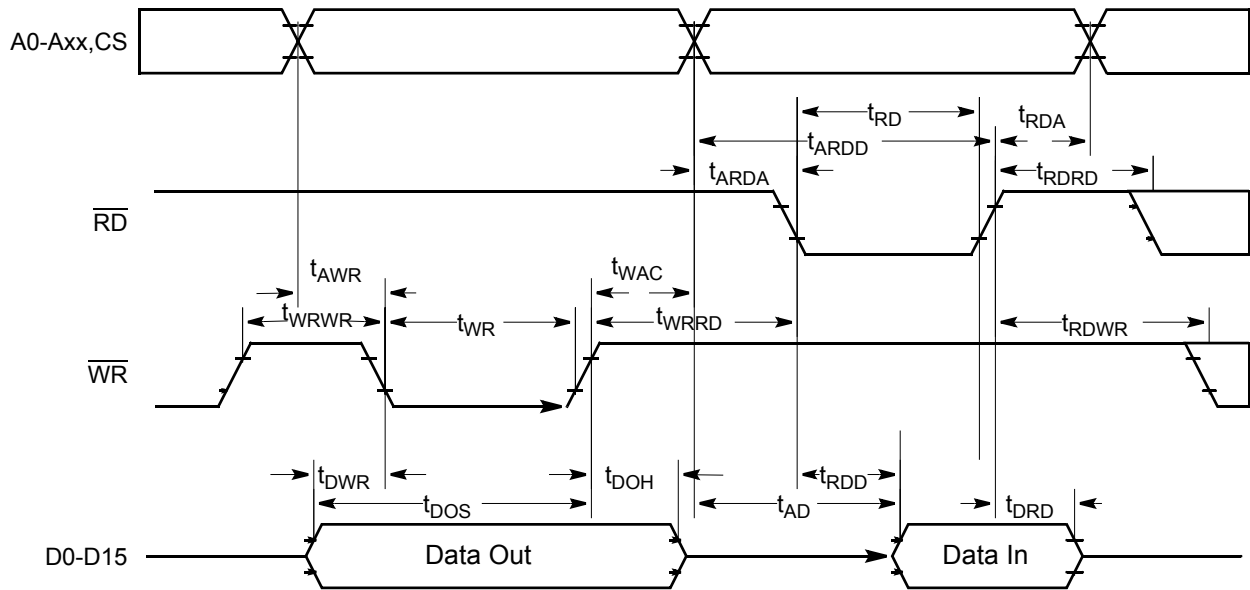 A0-Axx,CS
tRD
tRDA
tARDD
tARDA
tRDRD
RD
tAWR
tWAC
tWRWR
tWR
tWRRD
tRDWR
WR
tDWR
tDOH
tRDD
tDOS
tAD
tDRD
D0-D15
Data Out
Data In